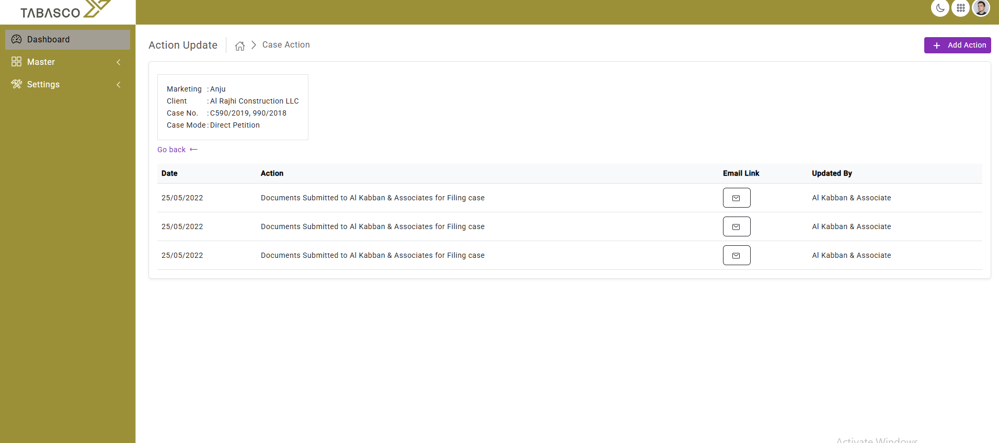 TABASCO
Dashboard
Master
Settings
Action Update
Case Action
Add Action
Marketing : Anju
Client : Al Rajhi Construction LLC
Case No. : C590/2019, 990/2018
Case Mode : Direct Petition
Go back ←
Date Action Email Link Updated By
25/05/2022 Documents Submitted to Al Kabban & Associates for Filing case Al Kabban & Associate
25/05/2022 Documents Submitted to Al Kabban & Associates for Filing case Al Kabban & Associate
25/05/2022 Documents Submitted to Al Kabban & Associates for Filing case Al Kabban & Associate
Activate Windows